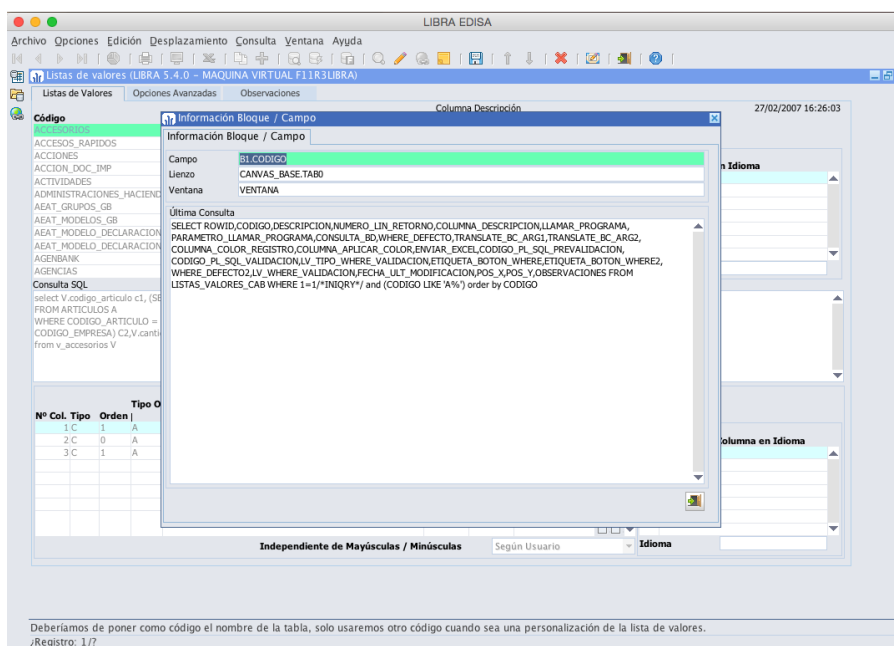 LIBRA EDISA
Archivo Opciones Edición Desplazamiento Consulta Ventana Ayuda
Listas de valores (LIBRA 5.4.0 - MAQUINA VIRTUAL F11R3LIBRA)
Listas de Valores Opciones Avanzadas Observaciones
Columna Descripción 27/02/2007 16:26:03
Código
ACCESORIOS
ACCESOS_RAPIDOS
ACCIONES
ACCION_DOC_IMP
ACTIVIDADES
ADMINISTRACIONES_HACIEND
AEAT_GRUPOS_GB
AEAT_MODELOS_GB
AEAT_MODELO_DECLARACION
AEAT_MODELO_DECLARACION
AGENBANK
AGENCIAS
n Idioma
Información Bloque / Campo
Información Bloque / Campo
Campo B1.CODIGO
Lienzo CANVAS_BASE.TAB0
Ventana VENTANA
Última Consulta
SELECT ROWID,CODIGO,DESCRIPCION,NUMERO_LIN_RETORNO,COLUMNA_DESCRIPCION,LLAMAR_PROGRAMA,
PARAMETRO_LLAMAR_PROGRAMA,CONSULTA_BD,WHERE_DEFECTO,TRANSLATE_BC_ARG1,TRANSLATE_BC_ARG2,
COLUMNA_COLOR_REGISTRO,COLUMNA_APLICAR_COLOR,ENVIAR_EXCEL,CODIGO_PL_SQL_PREVALIDACION,
CODIGO_PL_SQL_VALIDACION,LV_TIPO_WHERE_VALIDACION,ETIQUETA_BOTON_WHERE,ETIQUETA_BOTON_WHERE2,
WHERE_DEFECTO2,LV_WHERE_VALIDACION,FECHA_ULT_MODIFICACION,POS_X,POS_Y,OBSERVACIONES FROM
LISTAS_VALORES_CAB WHERE 1=1/*INIQRY*/ and (CODIGO LIKE 'A%') order by CODIGO
Consulta SQL
select V.codigo_articulo c1, (SE
FROM ARTICULOS A
WHERE CODIGO_ARTICULO =
CODIGO_EMPRESA) C2,V.canti
from v_accesorios V
Tipo O
Nº Col. Tipo Orden
1 C 1 A
2 C 0 A
3 C 1 A
Columna en Idioma
Independiente de Mayúsculas / Minúsculas Según Usuario Idioma
Deberíamos de poner como código el nombre de la tabla, solo usaremos otro código cuando sea una personalización de la lista de valores.
¿Registro: 1/?